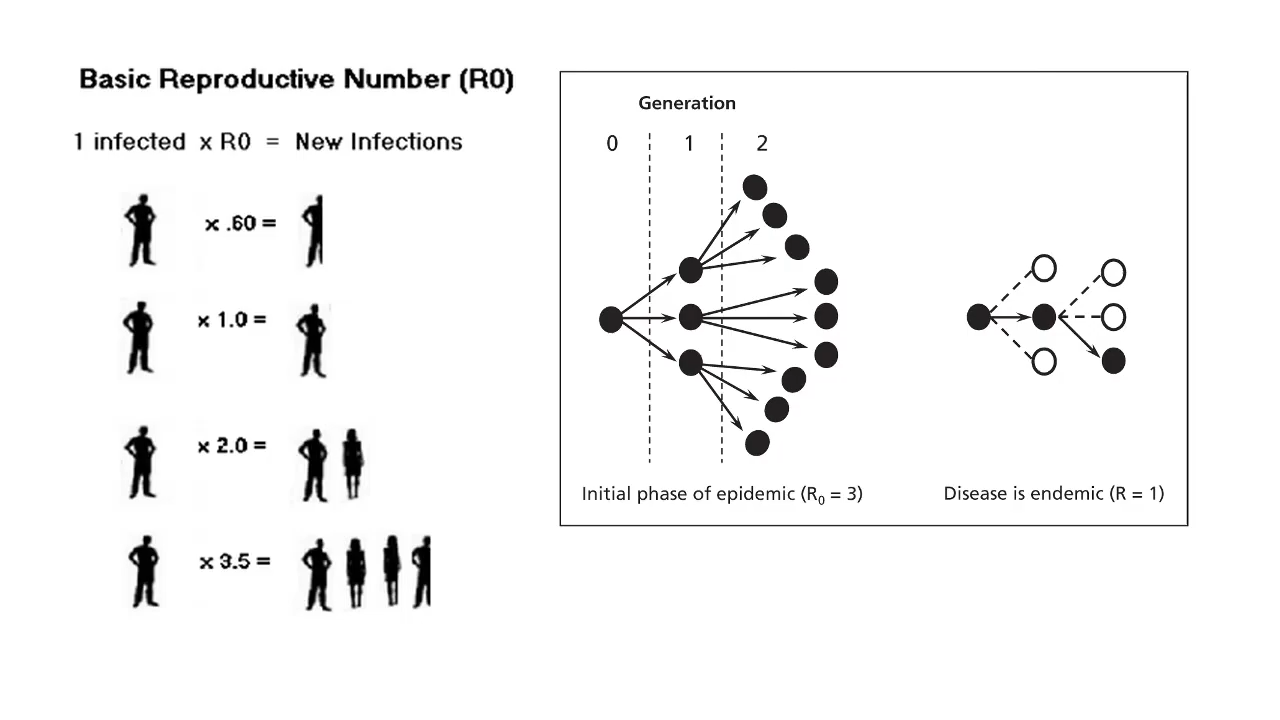 Basic Reproductive Number (R0)
1 infected x R0 = New Infections
x .60 =
x 1.0 =
x 2.0 =
x 3.5 =
Generation
0 1 2
Initial phase of epidemic (R₀ = 3)
Disease is endemic (R = 1)